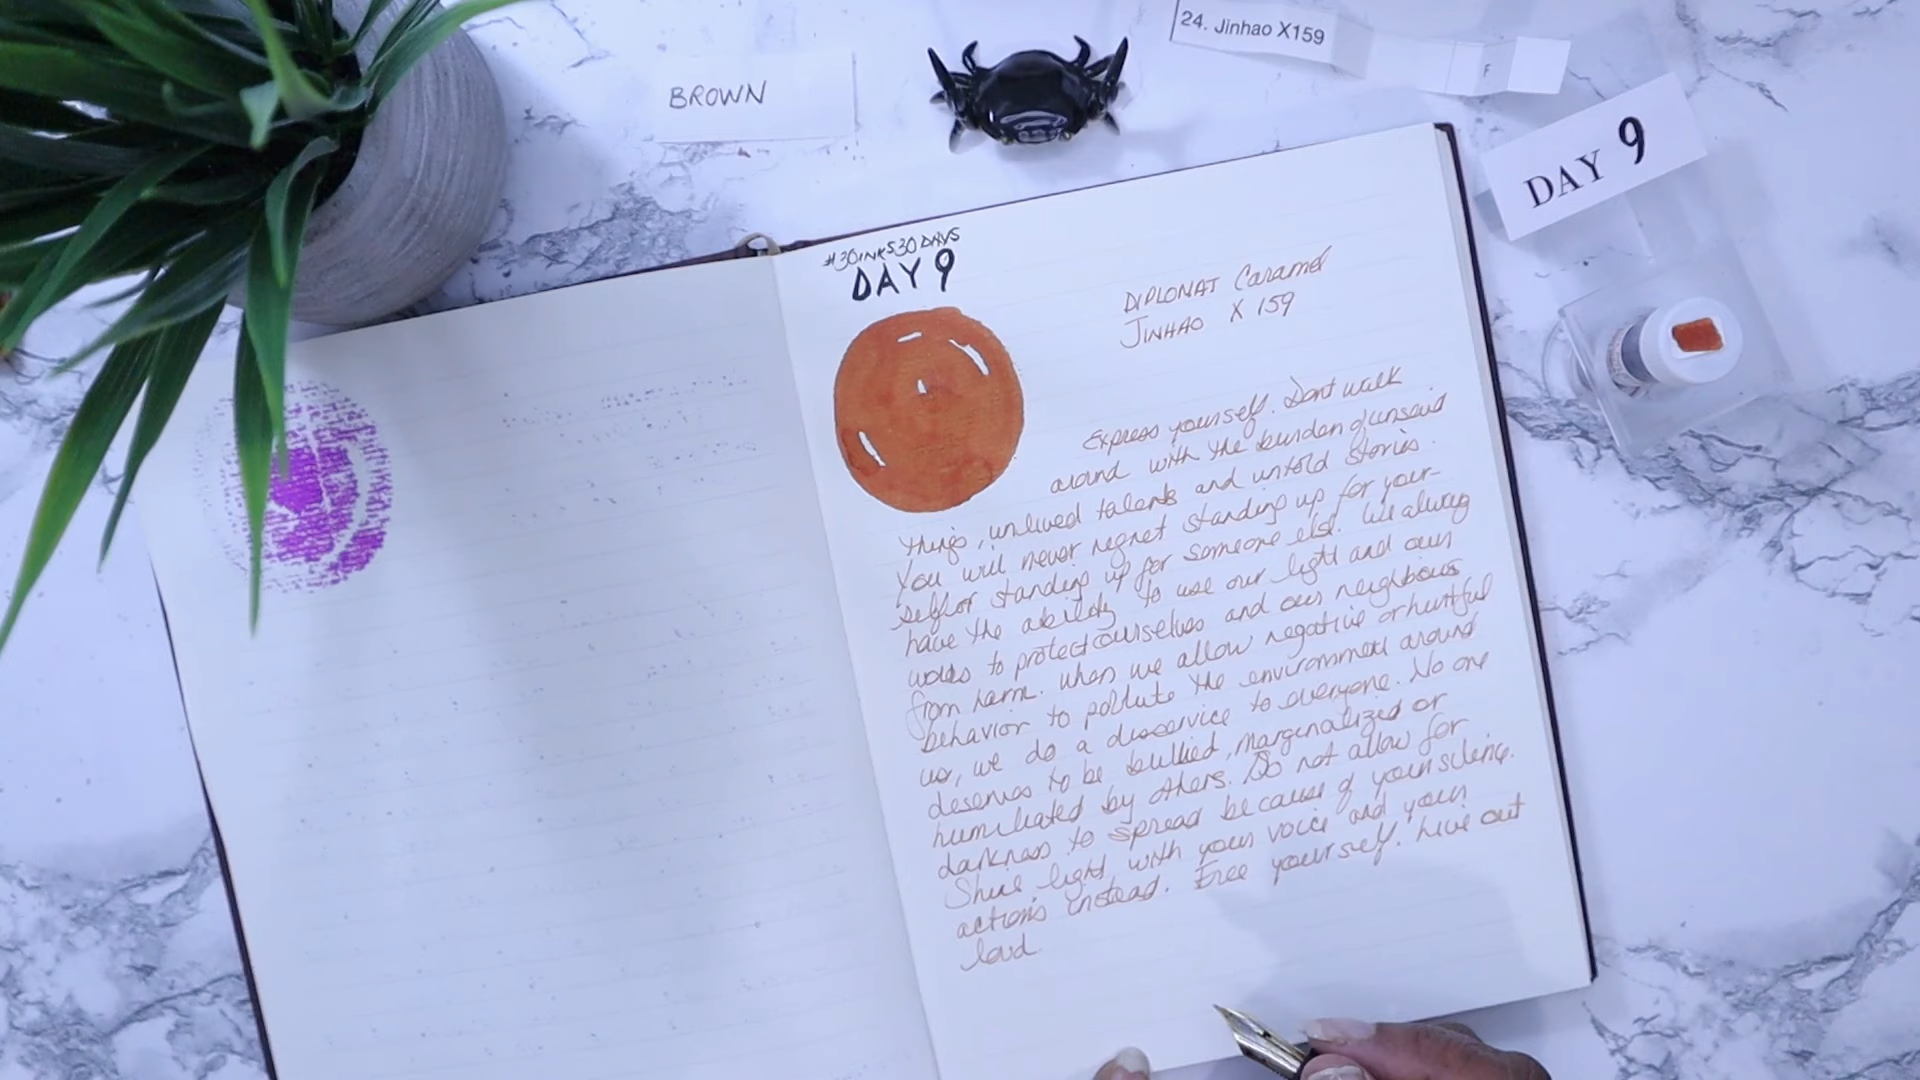 24. Jinhao X159
F
BROWN
DAY 9
#30INKS30DAYS
DAY 9
DIPLOMAT Caramel
JINHAO X 159
Express yourself. Dont walk
around with the burden of unsaid
things, unlived talents and untold stories.
You will never regret standing up for your-
self or standing up for someone else. We always
have the ability to use our light and our
words to protect ourselves and our neighbours
from harm. When we allow negative or hurtful
behavior to pollute the environment around
us, we do a disservice to everyone. No one
deserves to be bullied, marginalized or
humiliated by others. Do not allow for
darkness to spread because of your silence.
Shine light with your voice and your
actions instead. Free yourself. Live out
loud